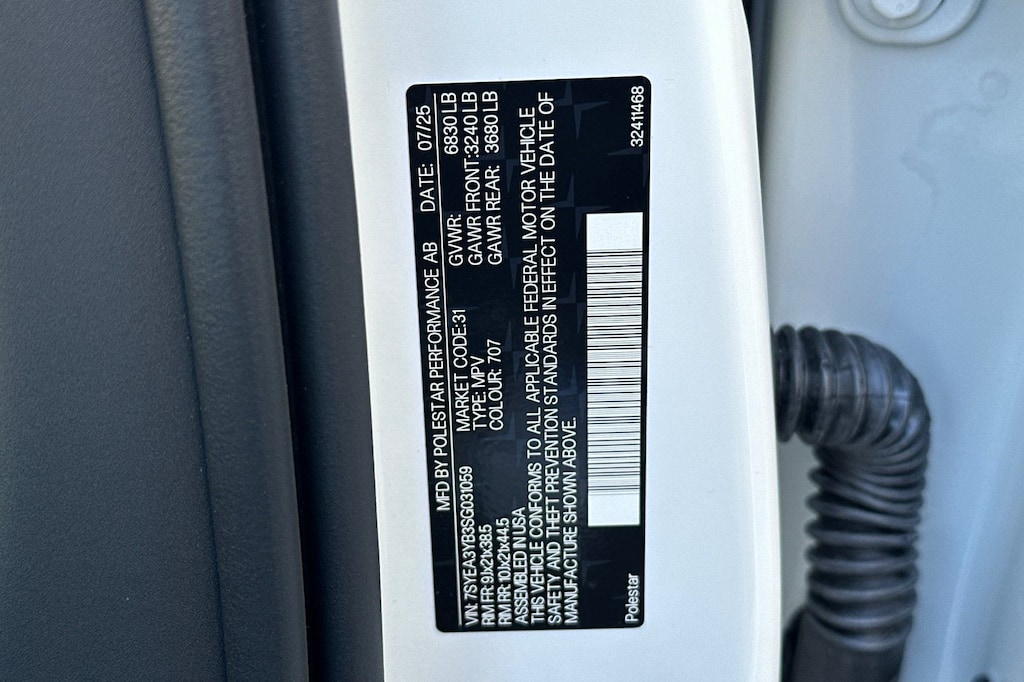 MFD BY POLESTAR PERFORMANCE AB DATE: 07/25
MARKET CODE:31 GVWR: 6830 LB
TYPE: MPV GAWR FRONT:3240 LB
COLOUR: 707 GAWR REAR: 3680 LB
VIN: 7SYEA3YB3SG031059
RM FR: 9Jx21x38.5
RM RR: 10Jx21x44.5
ASSEMBLED IN USA
THIS VEHICLE CONFORMS TO ALL APPLICABLE FEDERAL MOTOR VEHICLE
SAFETY AND THEFT PREVENTION STANDARDS IN EFFECT ON THE DATE OF
MANUFACTURE SHOWN ABOVE.
Polestar 32411468